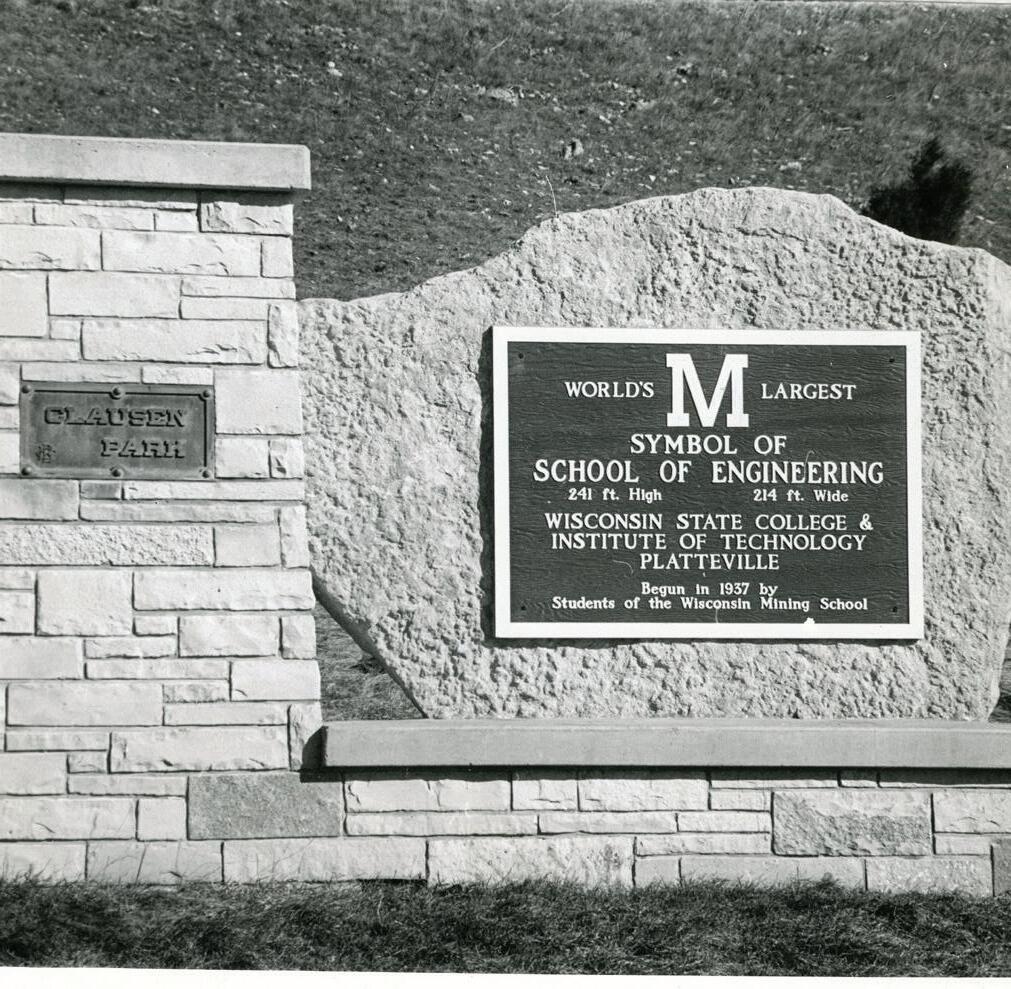 CLAUSEN
PARK
WORLD'S M LARGEST
SYMBOL OF
SCHOOL OF ENGINEERING
241 ft. High 214 ft. Wide
WISCONSIN STATE COLLEGE &
INSTITUTE OF TECHNOLOGY
PLATTEVILLE
Begun in 1937 by
Students of the Wisconsin Mining School